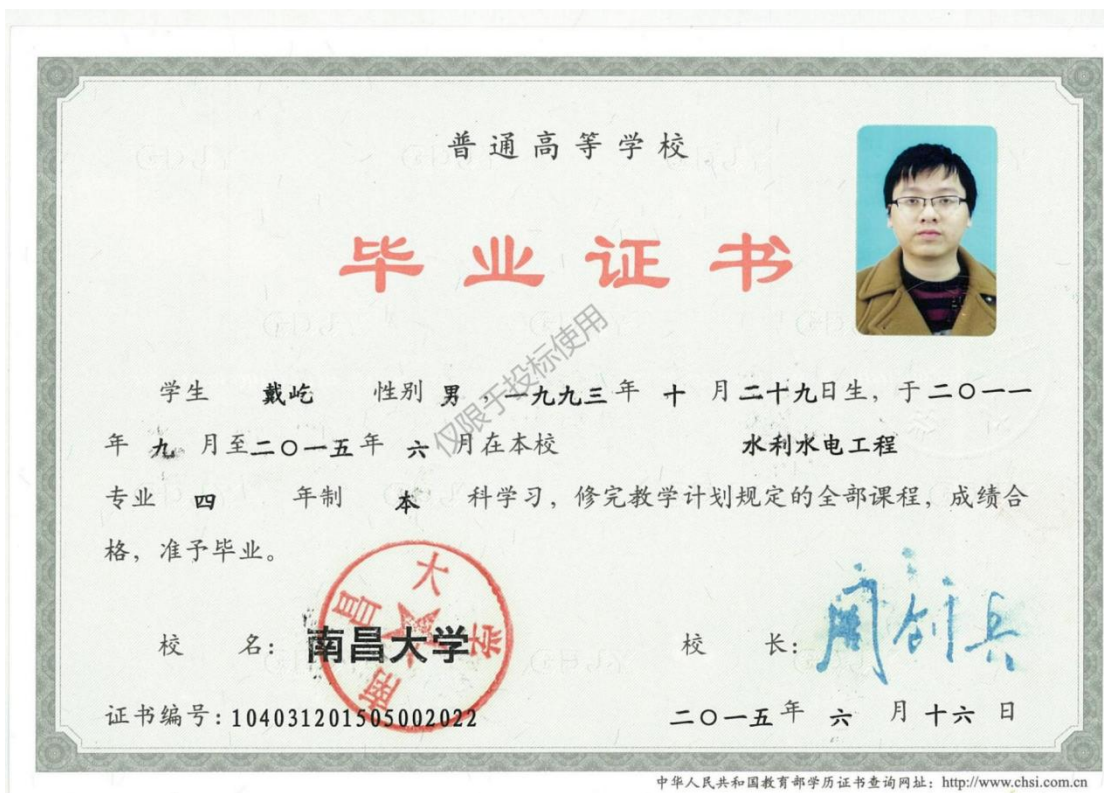 普通高等学校
毕业证书
仅限于投标使用
学生 戴屹 性别 男，一九九三年 十 月二十九日生，于二〇一一
年 九 月至二〇一五年 六 月在本校 水利水电工程
专业 四 年制 本 科学习，修完教学计划规定的全部课程，成绩合
格，准予毕业。
南昌大学
校 名：南昌大学 校 长：周创兵
证书编号：104031201505002022 二〇一五年 六 月十六 日
中华人民共和国教育部学历证书查询网址：http://www.chsi.com.cn